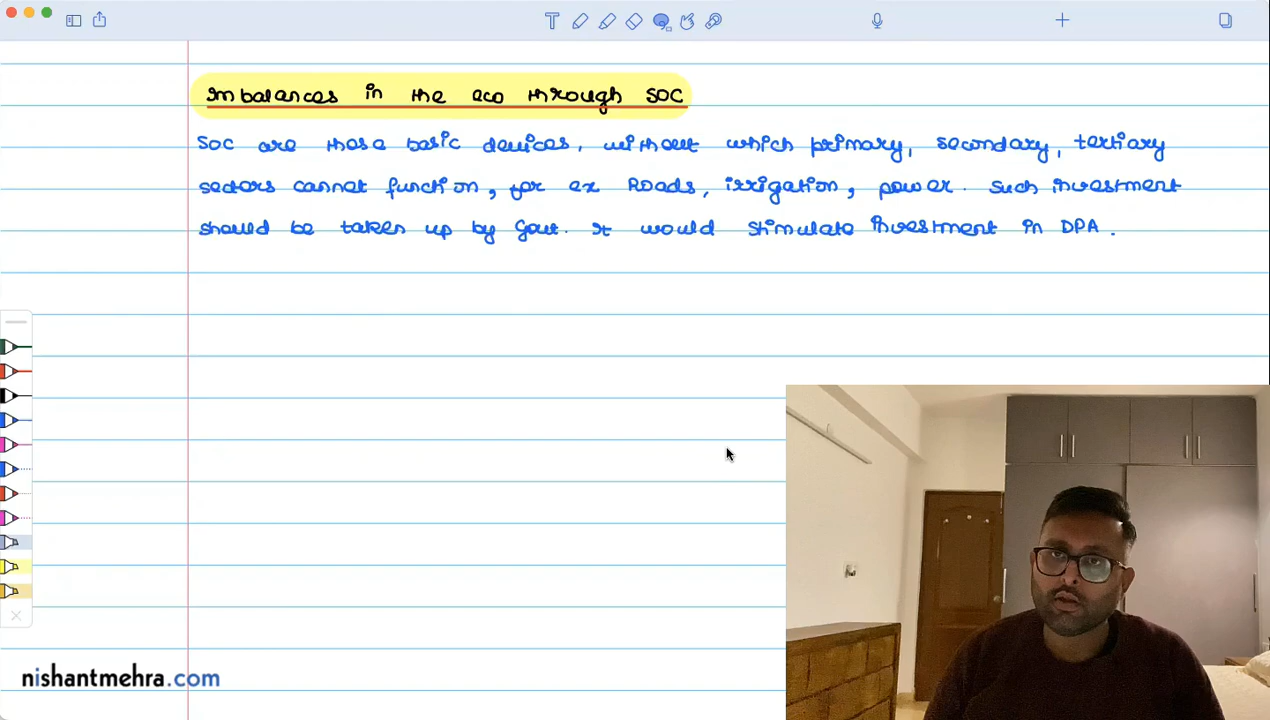 Imbalances in the eco through SOC
SOC are those basic devices, without which primary, secondary, tertiary
sectors cannot function, for ex Roads, irrigation, power. Such investment
should be taken up by Govt. It would stimulate investment in DPA.
nishantmehra.com